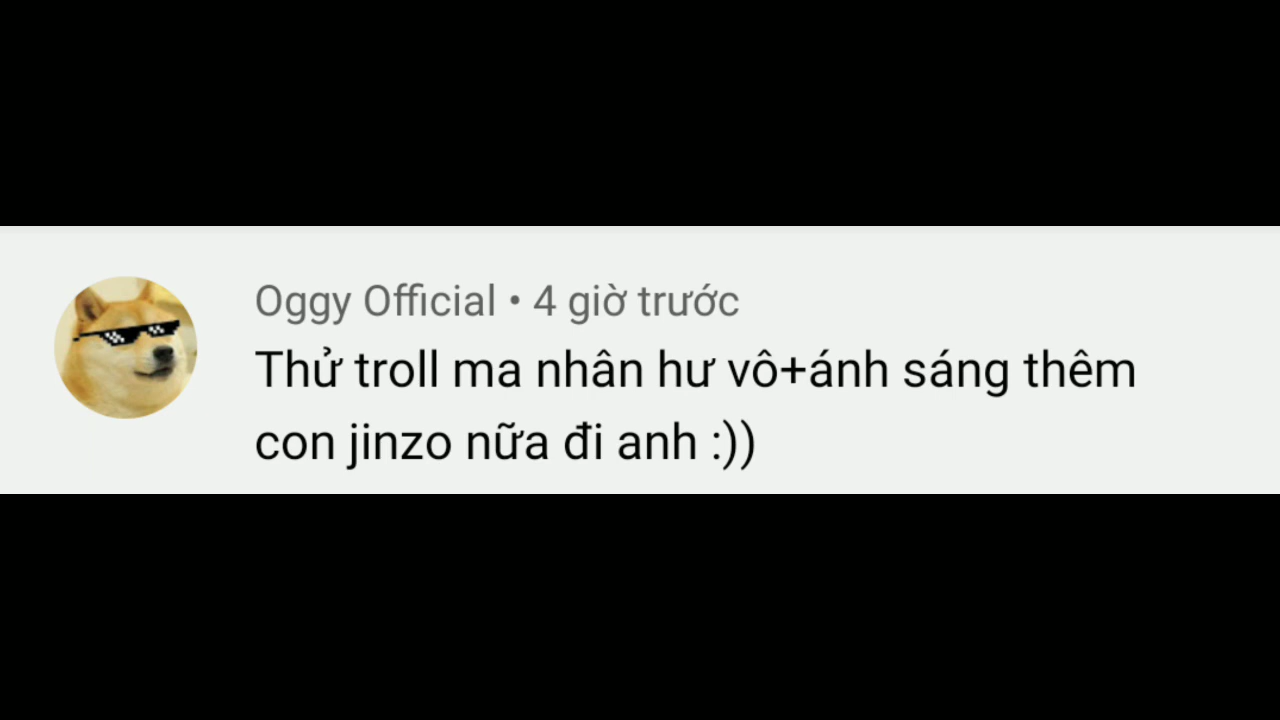 Oggy Official • 4 giờ trước
Thử troll ma nhân hư vô+ánh sáng thêm
con jinzo nữa đi anh :))